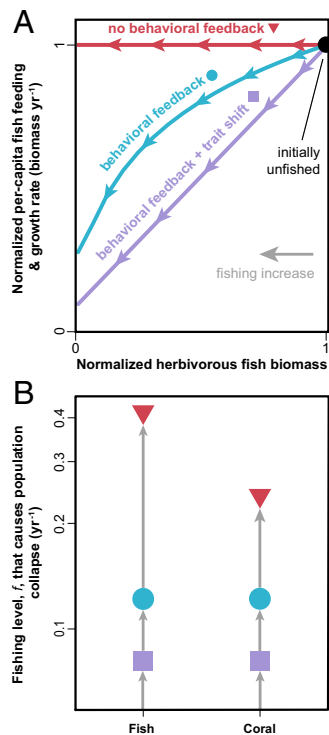 A
Normalized per-capita fish feeding
& growth rate (biomass yr⁻¹)
1
0
no behavioral feedback
behavioral feedback
behavioral feedback + trait shift
initially
unfished
fishing increase
0
1
Normalized herbivorous fish biomass
B
Fishing level, f, that causes population
collapse (yr⁻¹)
0.4
0.3
0.2
0.1
Fish
Coral